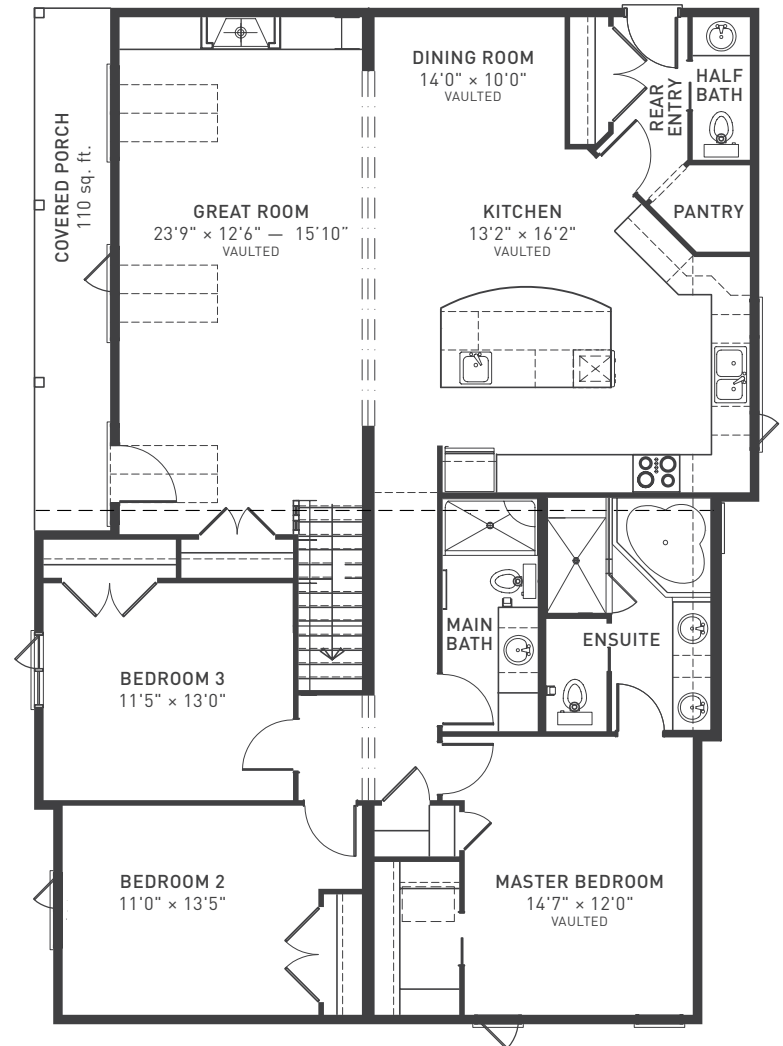 DINING ROOM
14'0" × 10'0"
VAULTED
HALF
BATH
REAR
ENTRY
COVERED PORCH
110 sq. ft.
GREAT ROOM
23'9" × 12'6" — 15'10"
VAULTED
KITCHEN
13'2" × 16'2"
VAULTED
PANTRY
MAIN
BATH
ENSUITE
BEDROOM 3
11'5" × 13'0"
BEDROOM 2
11'0" × 13'5"
MASTER BEDROOM
14'7" × 12'0"
VAULTED